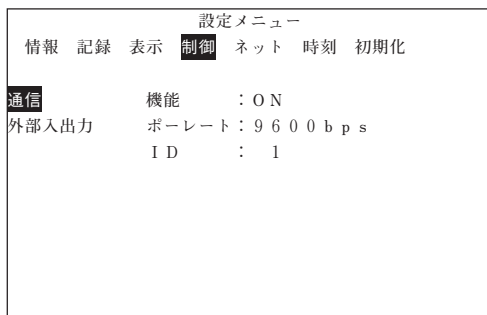 設定メニュー
情報 記録 表示 制御 ネット 時刻 初期化
通信 機能 :ON
外部入出力 ボーレート:9600bps
ID : 1